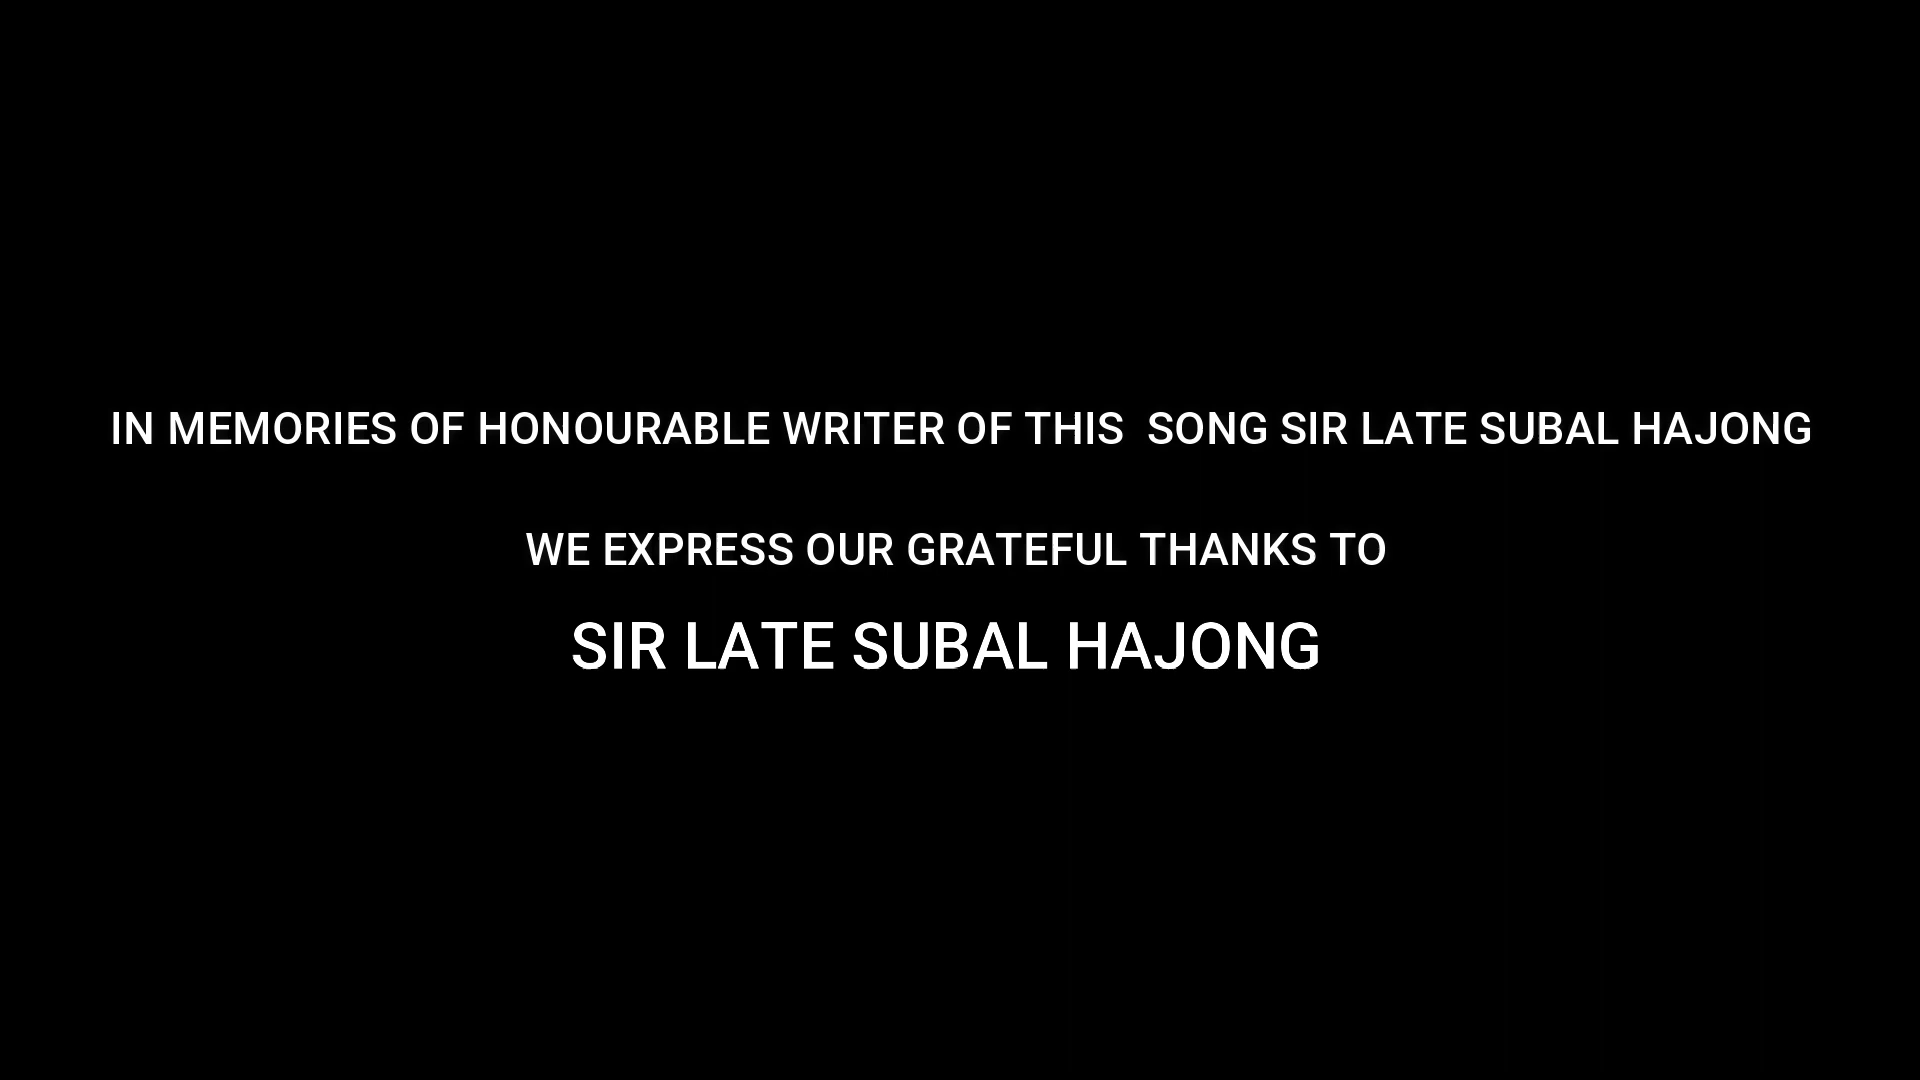 IN MEMORIES OF HONOURABLE WRITER OF THIS  SONG SIR LATE SUBAL HAJONG
WE EXPRESS OUR GRATEFUL THANKS TO
SIR LATE SUBAL HAJONG